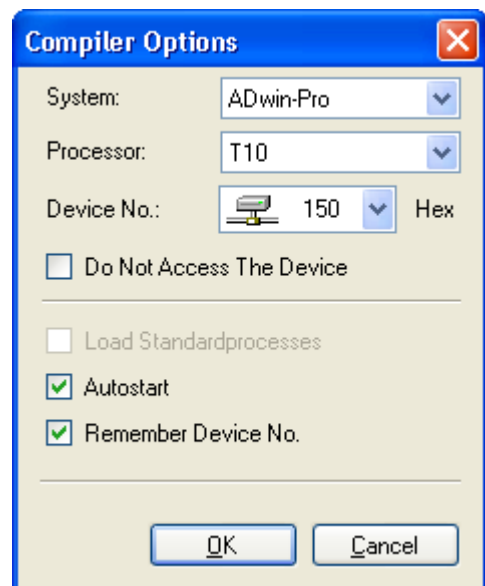 Compiler Options
System: ADwin-Pro
Processor: T10
Device No.: 150 Hex
Do Not Access The Device
Load Standardprocesses
Autostart
Remember Device No.
OK Cancel